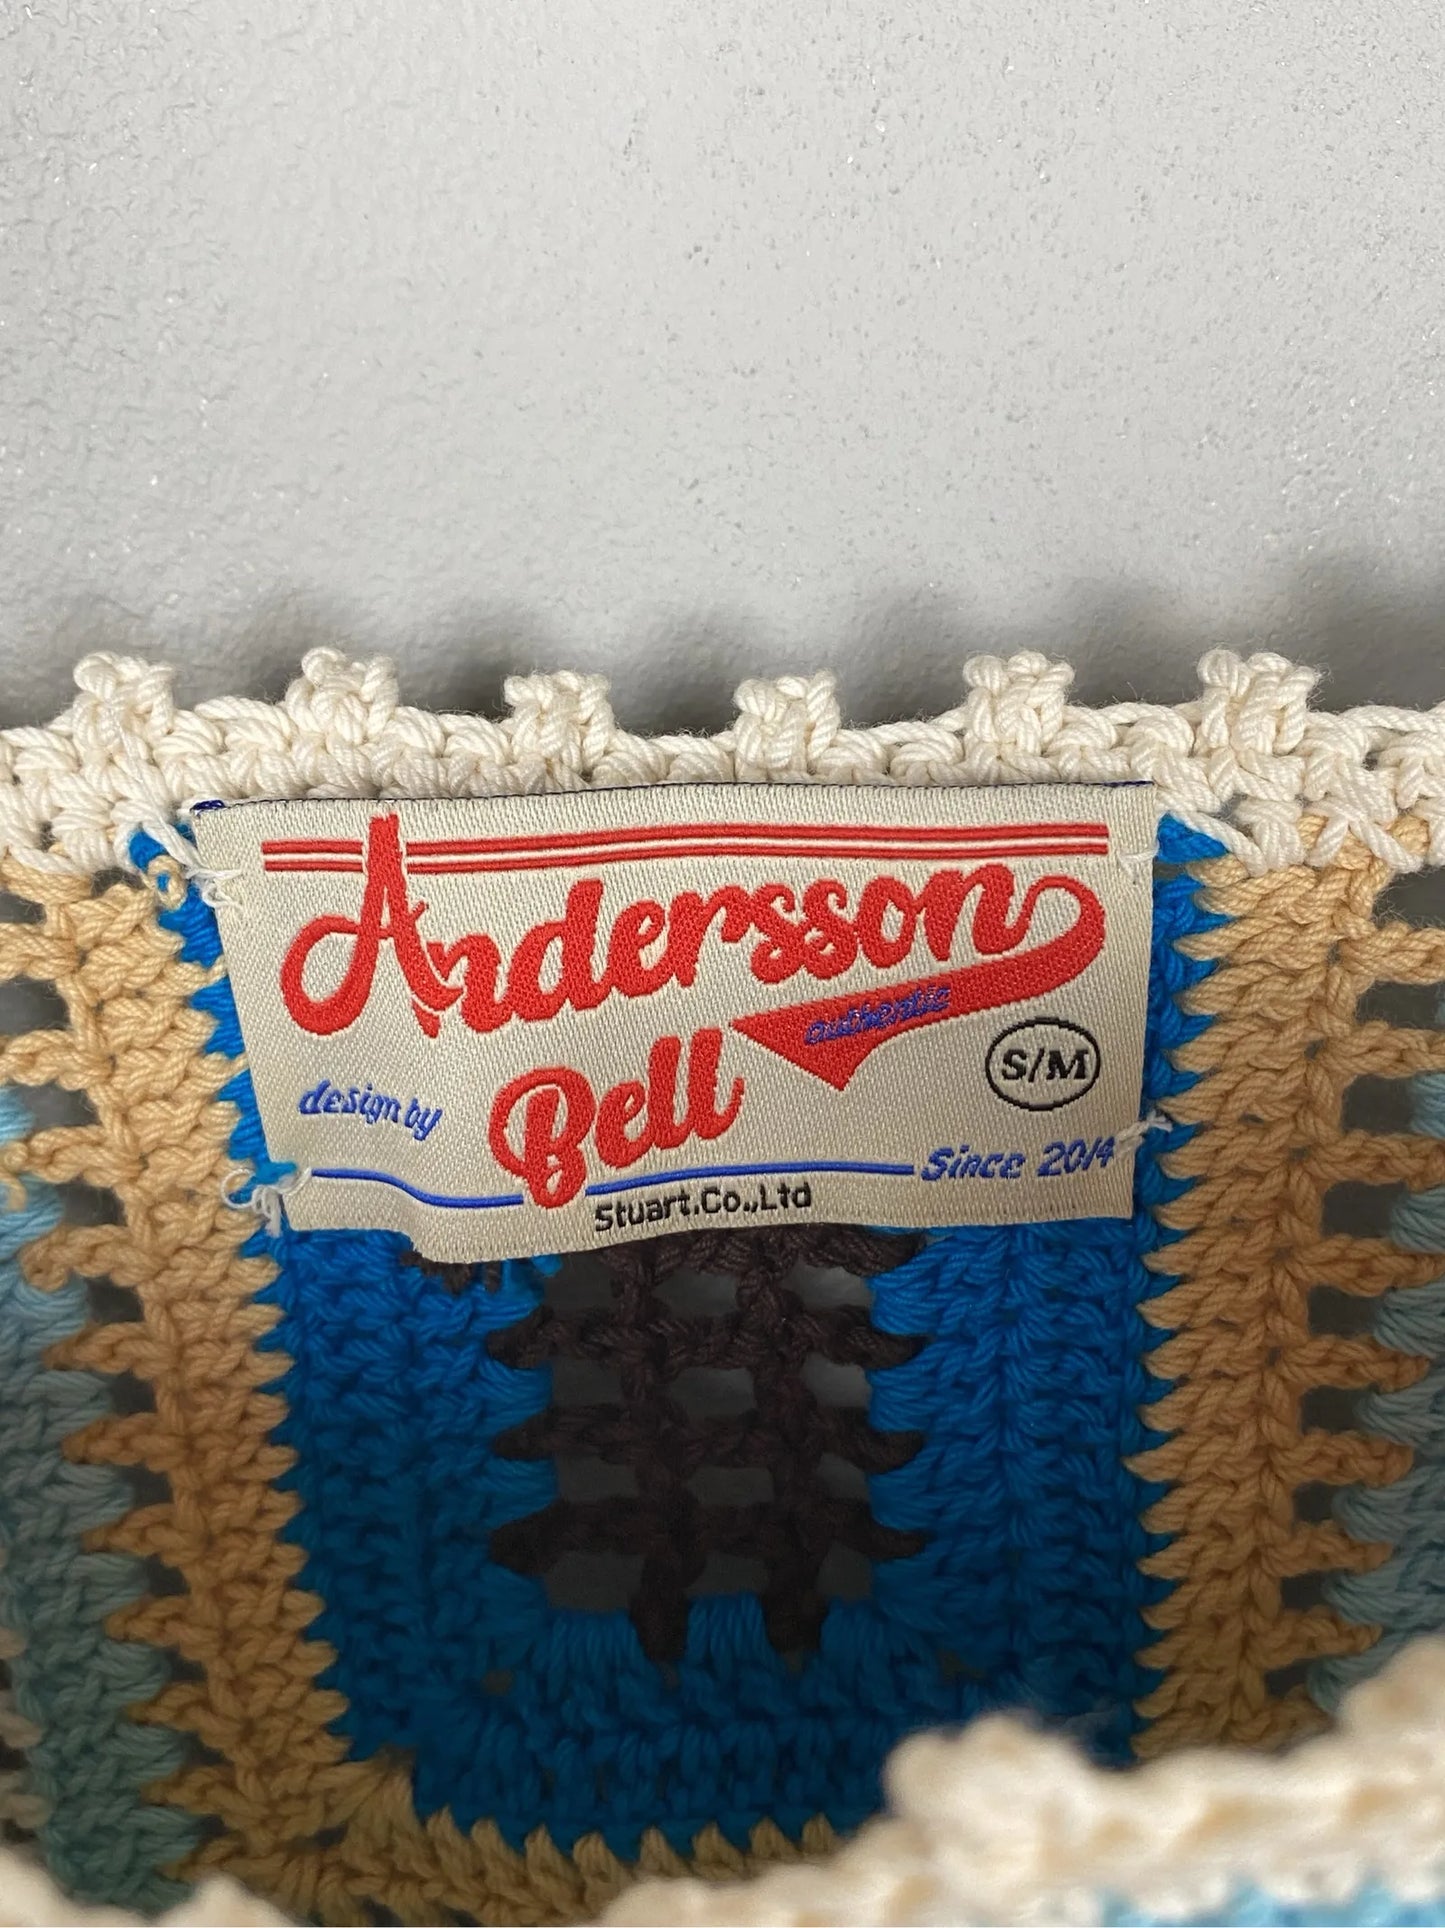 Andersson
authentic
Bell
S/M
design by
Since 2014
Stuart.Co.,Ltd